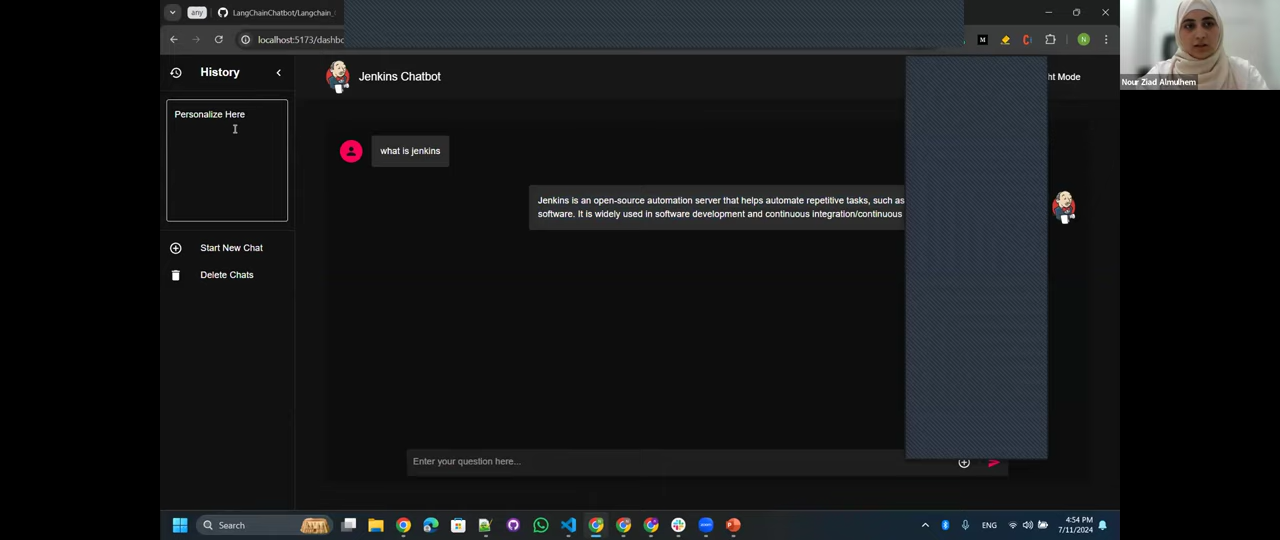 any
LangChainChatbot/Langchain_
localhost:5173/dashbo
M
N
Nour Ziad Almulhem
History
Jenkins Chatbot
ht Mode
Personalize Here
what is jenkins
Jenkins is an open-source automation server that helps automate repetitive tasks, such as
software. It is widely used in software development and continuous integration/continuous
Start New Chat
Delete Chats
Enter your question here...
Search
ENG
4:54 PM
7/11/2024